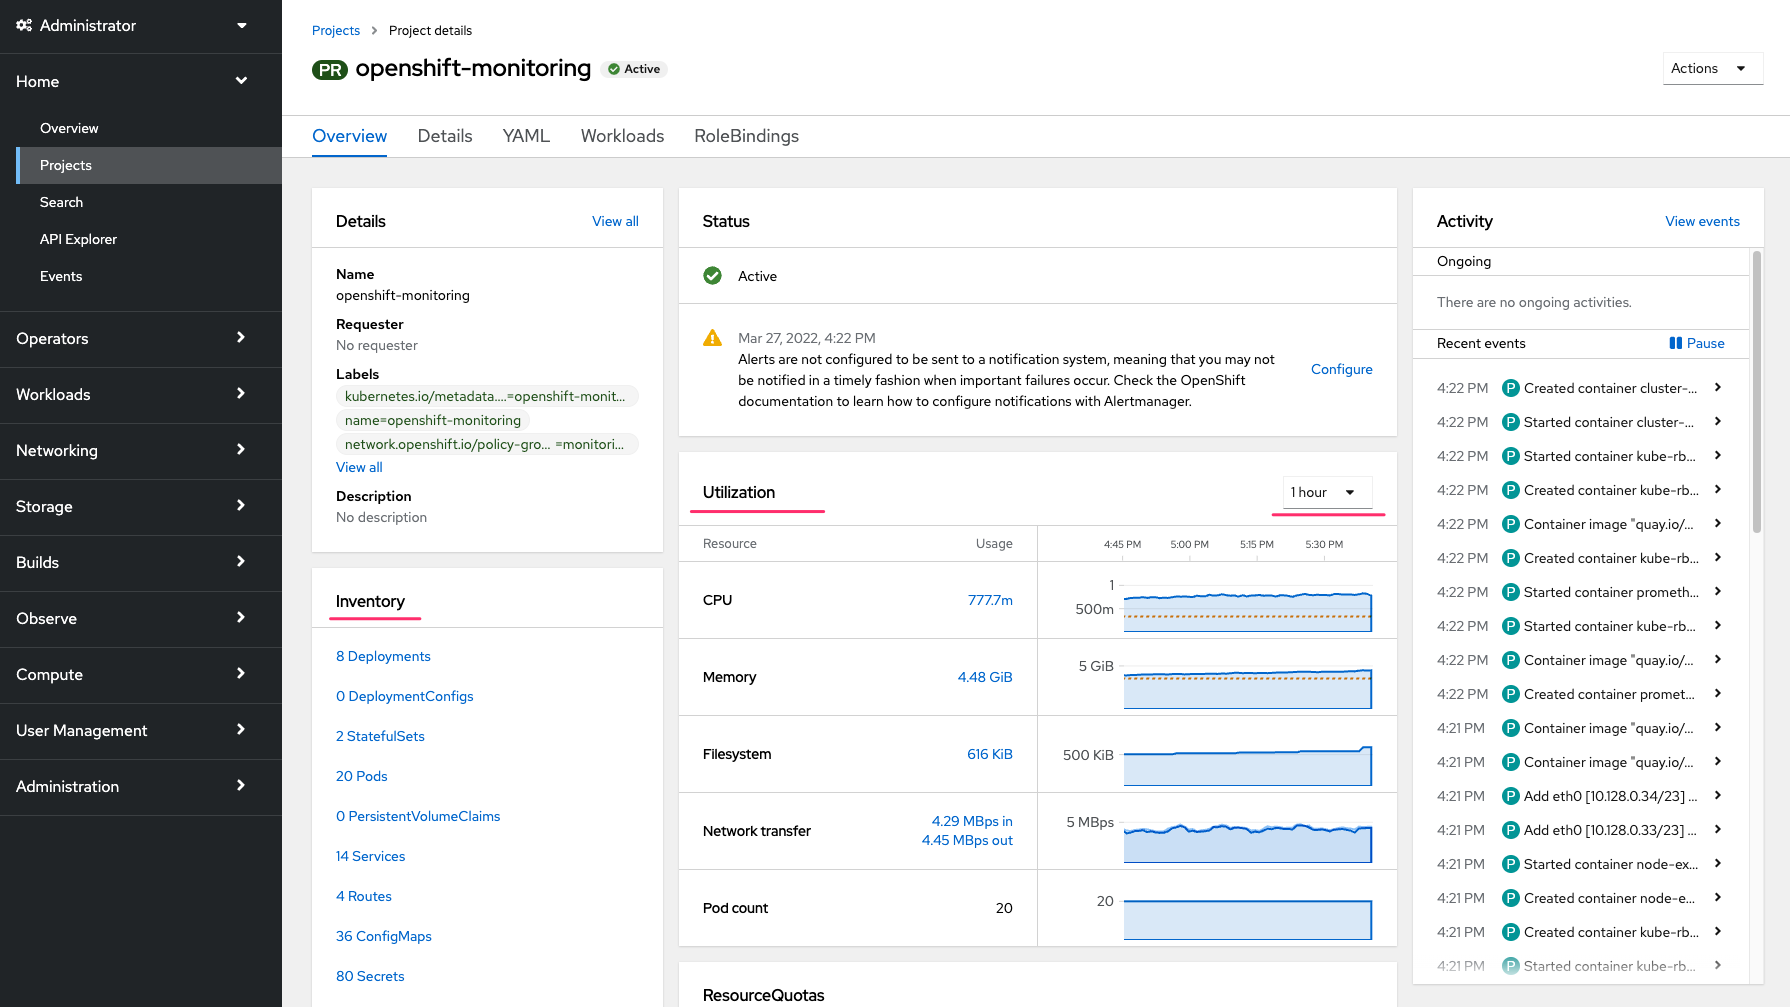 Administrator
Home
Overview
Projects
Search
API Explorer
Events
Operators
Workloads
Networking
Storage
Builds
Observe
Compute
User Management
Administration
Projects > Project details
PR openshift-monitoring Active
Actions
Overview Details YAML Workloads RoleBindings
Details View all
Name
openshift-monitoring
Requester
No requester
Labels
kubernetes.io/metadata....=openshift-monit...
name=openshift-monitoring
network.openshift.io/policy-gro... =monitori...
View all
Description
No description
Inventory
8 Deployments
0 DeploymentConfigs
2 StatefulSets
20 Pods
0 PersistentVolumeClaims
14 Services
4 Routes
36 ConfigMaps
80 Secrets
Status
Active
Mar 27, 2022, 4:22 PM
Alerts are not configured to be sent to a notification system, meaning that you may not
be notified in a timely fashion when important failures occur. Check the OpenShift
documentation to learn how to configure notifications with Alertmanager.
Configure
Utilization 1 hour
Resource Usage 4:45 PM 5:00 PM 5:15 PM 5:30 PM
CPU 777.7m
1
500m
Memory 4.48 GiB 5 GiB
Filesystem 616 KiB 500 KiB
Network transfer
4.29 MBps in
4.45 MBps out
5 MBps
Pod count 20 20
ResourceQuotas
Activity View events
Ongoing
There are no ongoing activities.
Recent events Pause
4:22 PM P Created container cluster-...
4:22 PM P Started container cluster-...
4:22 PM P Started container kube-rb...
4:22 PM P Created container kube-rb...
4:22 PM P Container image "quay.io/...
4:22 PM P Created container kube-rb...
4:22 PM P Started container prometh...
4:22 PM P Started container kube-rb...
4:22 PM P Container image "quay.io/...
4:22 PM P Created container promet...
4:21 PM P Container image "quay.io/...
4:21 PM P Container image "quay.io/...
4:21 PM P Add eth0 [10.128.0.34/23] ...
4:21 PM P Add eth0 [10.128.0.33/23] ...
4:21 PM P Started container node-ex...
4:21 PM P Created container node-e...
4:21 PM P Created container kube-rb...
4:21 PM P Started container kube-rb...